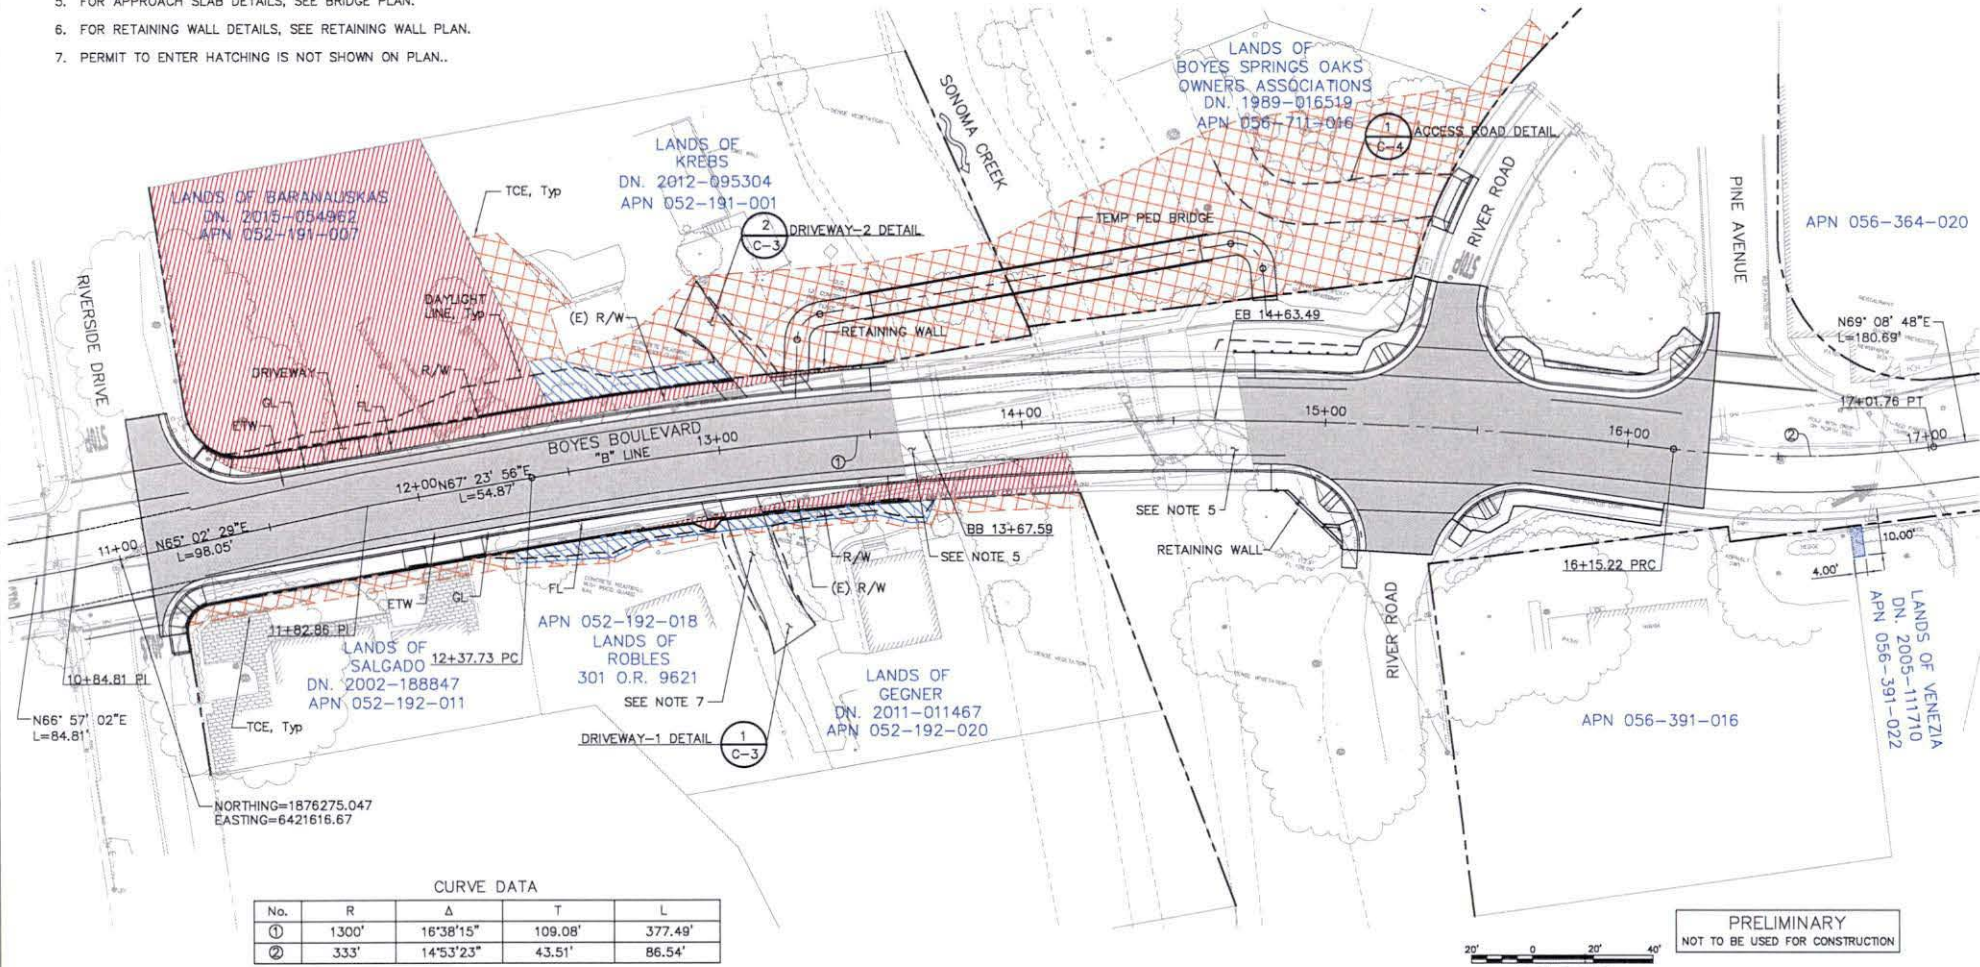 5. FOR APPROACH SLAB DETAILS, SEE BRIDGE PLAN.
6. FOR RETAINING WALL DETAILS, SEE RETAINING WALL PLAN.
7. PERMIT TO ENTER HATCHING IS NOT SHOWN ON PLAN..
LANDS OF BARANAUSKAS
DN. 2015-054962
APN 052-191-007
TCE, Typ
LANDS OF
KREBS
DN. 2012-095304
APN 052-191-001
2
C-3
DRIVEWAY-2 DETAIL
SONOMA CREEK
LANDS OF
BOYES SPRINGS OAKS
OWNERS ASSOCIATIONS
DN. 1989-016519
APN 056-711-016
1
C-4
ACCESS ROAD DETAIL
TEMP PED BRIDGE
RIVER ROAD
STOP
PINE AVENUE
APN 056-364-020
N69° 08' 48"E
L=180.69'
17+01.76 PT
RIVERSIDE DRIVE
STOP
DAYLIGHT
LINE, Typ
(E) R/W
RETAINING WALL
EB 14+63.49
DRIVEWAY
R/W
GL
FL
ETW
BOYES BOULEVARD
"B" LINE
11+00
12+00
13+00
14+00
15+00
16+00
17+00
①
②
N67° 23' 56"E
L=54.87'
N65° 02' 29"E
L=98.05'
SEE NOTE 5
RETAINING WALL
BB 13+67.59
SEE NOTE 5
R/W
(E) R/W
FL
ETW
GL
16+15.22 PRC
10.00'
4.00'
11+82.86 PI
10+84.81 PI
N66° 57' 02"E
L=84.81'
TCE, Typ
LANDS OF
SALGADO
DN. 2002-188847
APN 052-192-011
12+37.73 PC
APN 052-192-018
LANDS OF
ROBLES
301 O.R. 9621
SEE NOTE 7
DRIVEWAY-1 DETAIL
1
C-3
LANDS OF
GEGNER
DN. 2011-011467
APN 052-192-020
DENSE VEGETATION
DENSE VEGETATION
RIVER ROAD
APN 056-391-016
LANDS OF VENEZIA
DN. 2005-111710
APN 056-391-022
NORTHING=1876275.047
EASTING=6421616.67
CURVE DATA
No. R Δ T L
① 1300' 16°38'15" 109.08' 377.49'
② 333' 14°53'23" 43.51' 86.54'
20' 0 20' 40'
PRELIMINARY
NOT TO BE USED FOR CONSTRUCTION